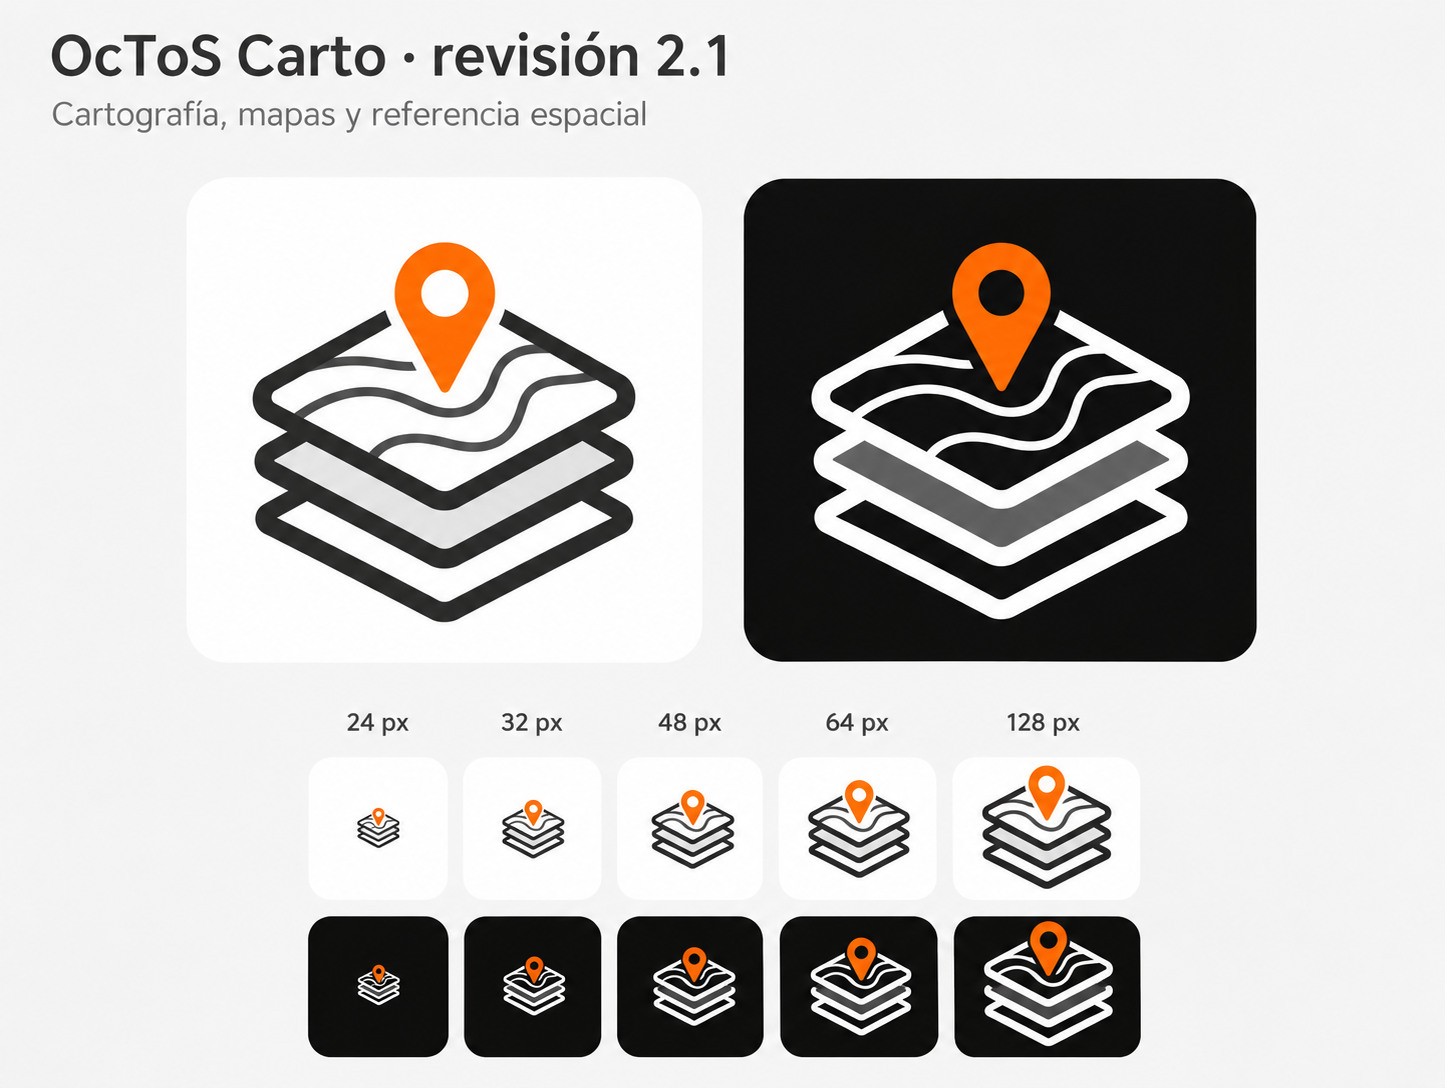 OcToS Carto · revisión 2.1
Cartografía, mapas y referencia espacial
24 px 32 px 48 px 64 px 128 px